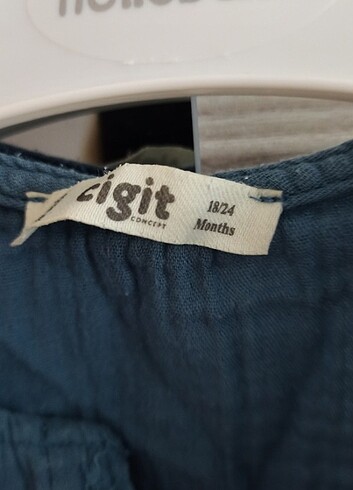 cigit
CONCEPT
18/24
Months